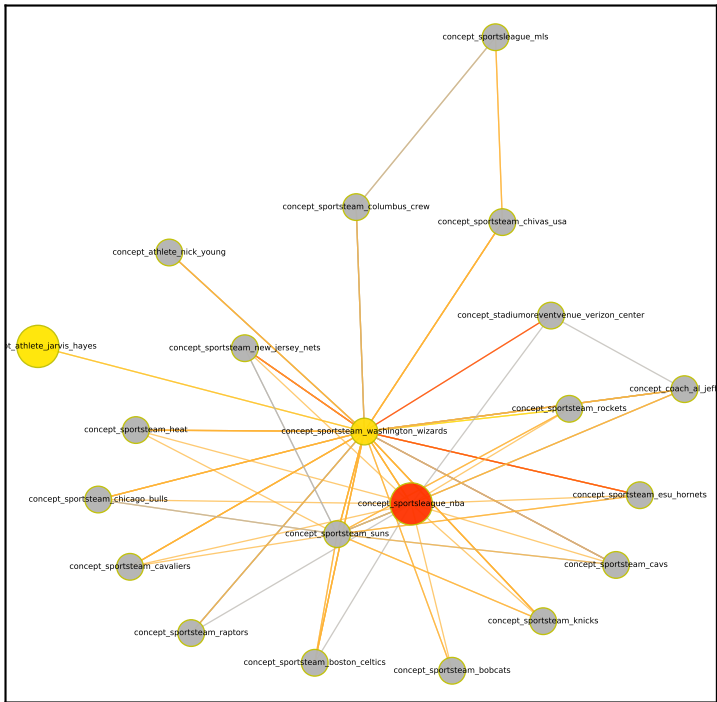 concept_sportsleague_mls
concept_sportsteam_columbus_crew
concept_sportsteam_chivas_usa
concept_athlete_nick_young
concept_stadiumoreventvenue_verizon_center
pt_athlete_jarvis_hayes
concept_sportsteam_new_jersey_nets
concept_coach_al_jeff
concept_sportsteam_rockets
concept_sportsteam_heat
concept_sportsteam_washington_wizards
concept_sportsteam_chicago_bulls
concept_sportsteam_esu_hornets
concept_sportsleague_nba
concept_sportsteam_suns
concept_sportsteam_cavaliers
concept_sportsteam_cavs
concept_sportsteam_raptors
concept_sportsteam_knicks
concept_sportsteam_boston_celtics
concept_sportsteam_bobcats